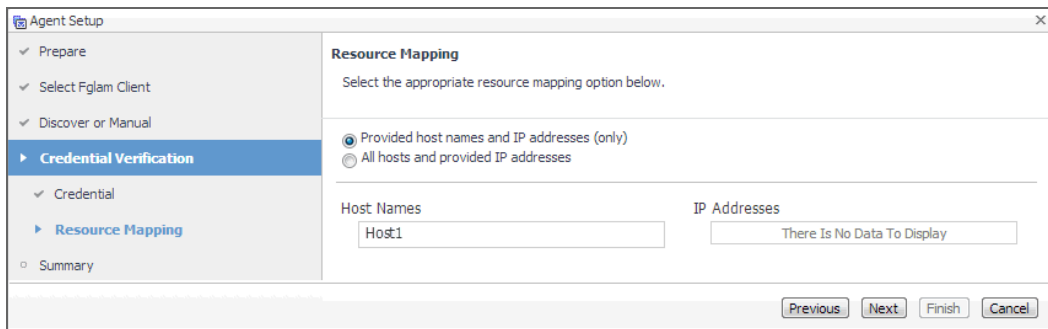 Agent Setup
Prepare
Select Fglam Client
Discover or Manual
Credential Verification
Credential
Resource Mapping
Summary
Resource Mapping
Select the appropriate resource mapping option below.
Provided host names and IP addresses (only)
All hosts and provided IP addresses
Host Names
Host1
IP Addresses
There Is No Data To Display
Previous Next Finish Cancel